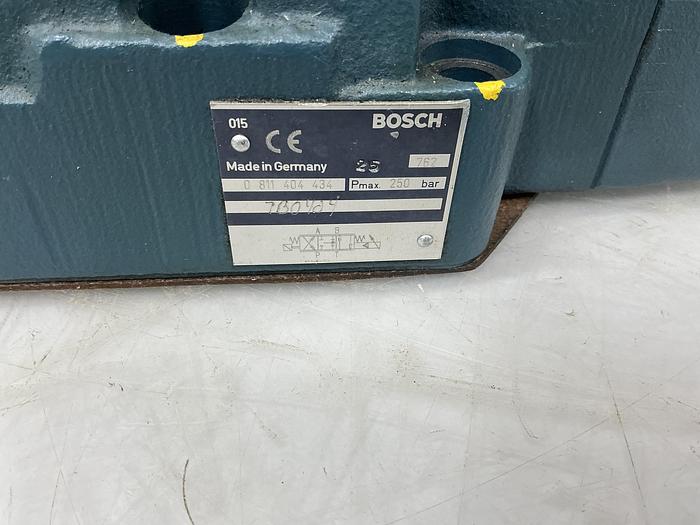 015 BOSCH
CE
Made in Germany 25 762
0 811 404 434 Pmax. 250 bar
A B
P T